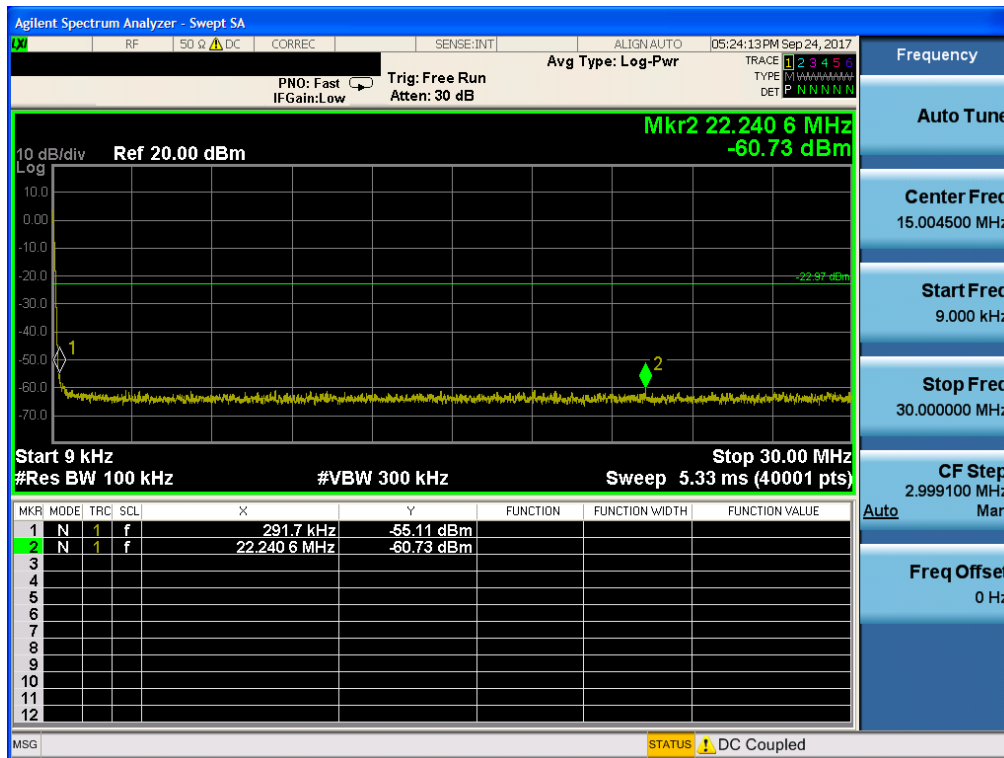 Agilent Spectrum Analyzer - Swept SA
LXI RF 50 Ω DC CORREC SENSE:INT ALIGN AUTO 05:24:13 PM Sep 24, 2017
PNO: Fast
IFGain:Low
Trig: Free Run
Atten: 30 dB
Avg Type: Log-Pwr
TRACE 1 2 3 4 5 6
TYPE M WWWWW
DET P N N N N N
Mkr2 22.240 6 MHz
-60.73 dBm
10 dB/div Ref 20.00 dBm
Log
10.0
0.00
-10.0
-20.0
-22.97 dBm
-30.0
-40.0
-50.0
-60.0
-70.0
1
2
Start 9 kHz Stop 30.00 MHz
#Res BW 100 kHz #VBW 300 kHz Sweep 5.33 ms (40001 pts)
MKR MODE TRC SCL X Y FUNCTION FUNCTION WIDTH FUNCTION VALUE
1 N 1 f 291.7 kHz -55.11 dBm
2 N 1 f 22.240 6 MHz -60.73 dBm
3
4
5
6
7
8
9
10
11
12
MSG STATUS DC Coupled
Frequency
Auto Tune
Center Freq
15.004500 MHz
Start Freq
9.000 kHz
Stop Freq
30.000000 MHz
CF Step
2.999100 MHz
Auto Man
Freq Offset
0 Hz